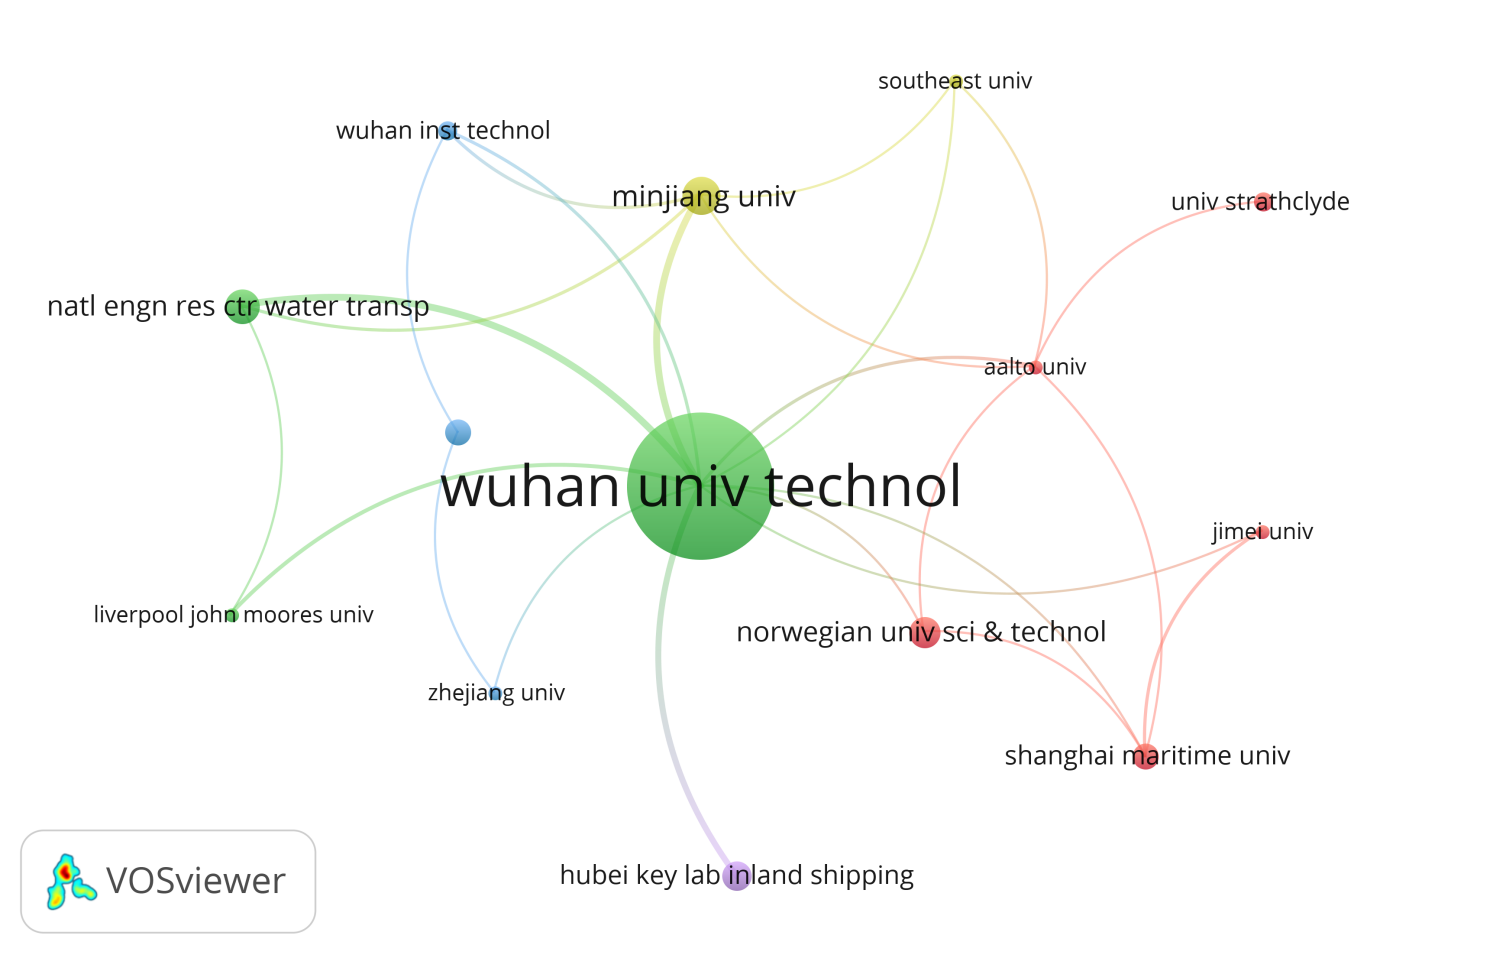 southeast univ
wuhan inst technol
minjiang univ
univ strathclyde
natl engn res ctr water transp
aalto univ
wuhan univ technol
jimei univ
liverpool john moores univ
norwegian univ sci & technol
zhejiang univ
shanghai maritime univ
hubei key lab inland shipping
VOSviewer